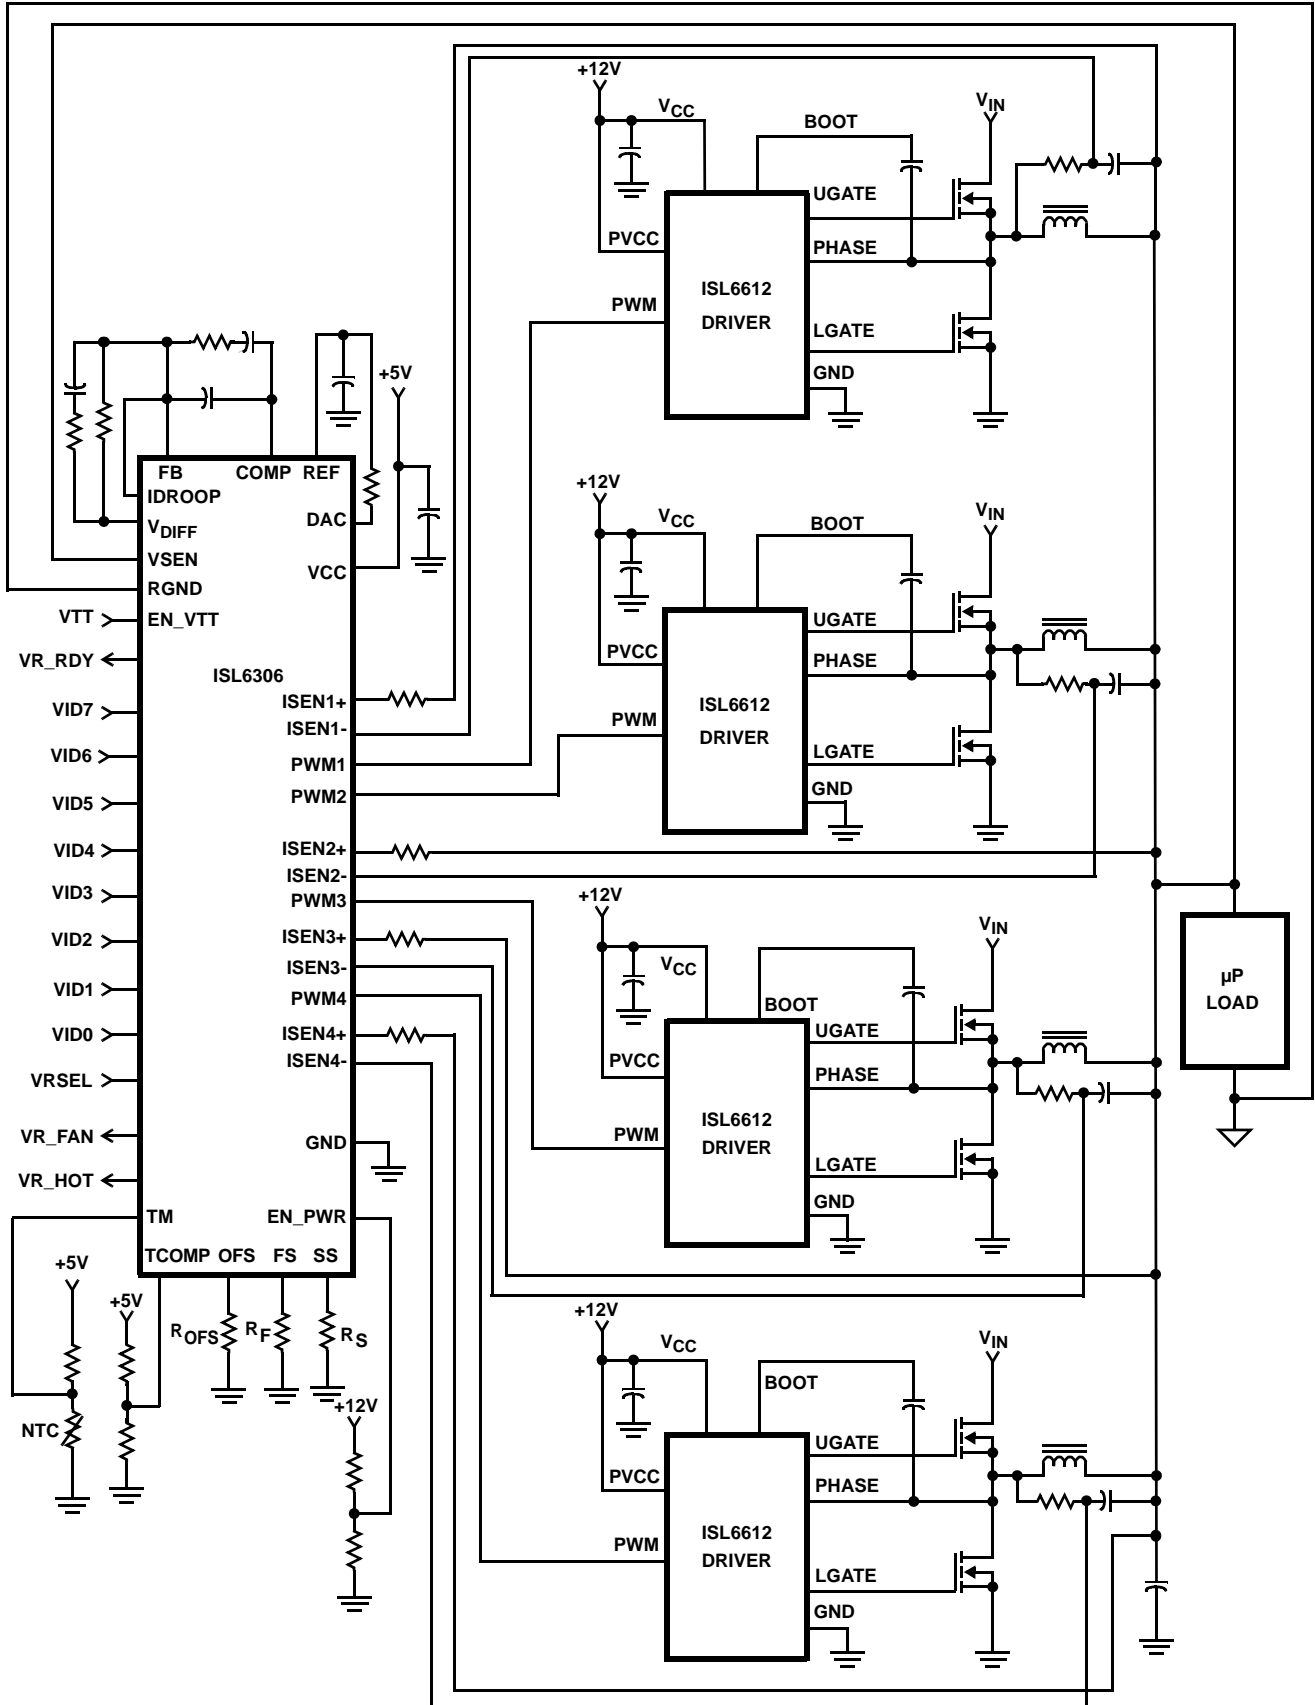 +12V
VCC
BOOT
VIN
UGATE
PVCC
PHASE
ISL6612
DRIVER
PWM
LGATE
GND
+5V
FB
COMP
REF
IDROOP
VDIFF
DAC
VSEN
VCC
RGND
VTT
EN_VTT
VR_RDY
ISL6306
ISEN1+
VID7
ISEN1-
VID6
PWM1
VID5
PWM2
VID4
ISEN2+
ISEN2-
VID3
PWM3
VID2
ISEN3+
ISEN3-
VID1
PWM4
VID0
ISEN4+
ISEN4-
VRSEL
VR_FAN
GND
VR_HOT
TM
EN_PWR
TCOMP
OFS
FS
SS
+5V
+5V
ROFS
RF
RS
NTC
+12V
+12V
VCC
BOOT
VIN
UGATE
PVCC
PHASE
ISL6612
DRIVER
PWM
LGATE
GND
+12V
VCC
BOOT
VIN
UGATE
PVCC
PHASE
ISL6612
DRIVER
PWM
LGATE
GND
µP
LOAD
+12V
VCC
BOOT
VIN
UGATE
PVCC
PHASE
ISL6612
DRIVER
PWM
LGATE
GND